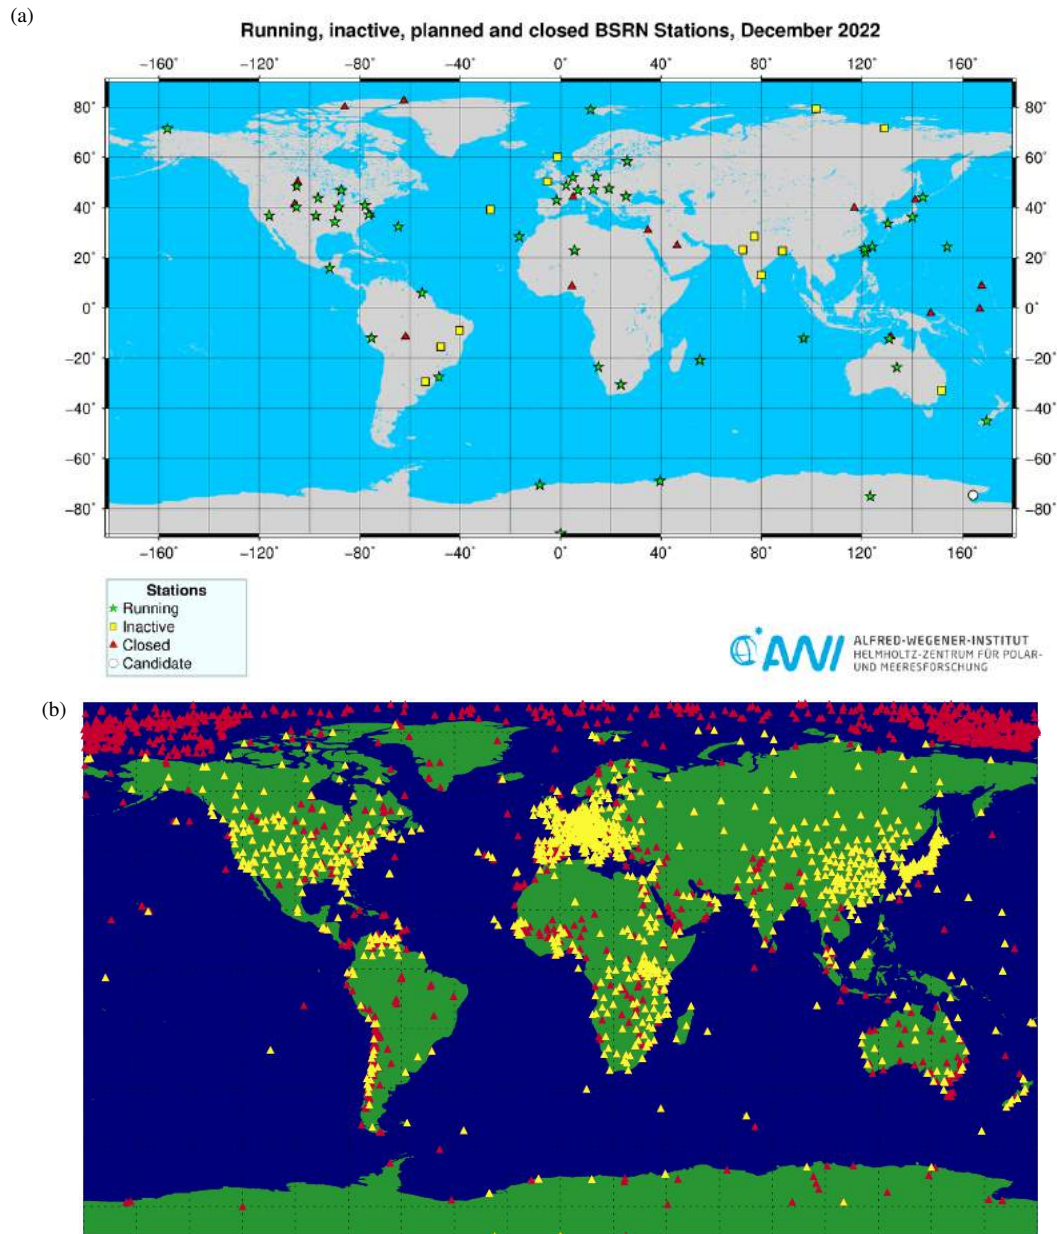 (a)
Running, inactive, planned and closed BSRN Stations, December 2022
−160˚ −120˚ −80˚ −40˚ 0˚ 40˚ 80˚ 120˚ 160˚
80˚ 80˚
60˚ 60˚
40˚ 40˚
20˚ 20˚
0˚ 0˚
−20˚ −20˚
−40˚ −40˚
−60˚ −60˚
−80˚ −80˚
−160˚ −120˚ −80˚ −40˚ 0˚ 40˚ 80˚ 120˚ 160˚
Stations
Running
Inactive
Closed
Candidate
AWI
ALFRED-WEGENER-INSTITUT
HELMHOLTZ-ZENTRUM FÜR POLAR-
UND MEERESFORSCHUNG
(b)